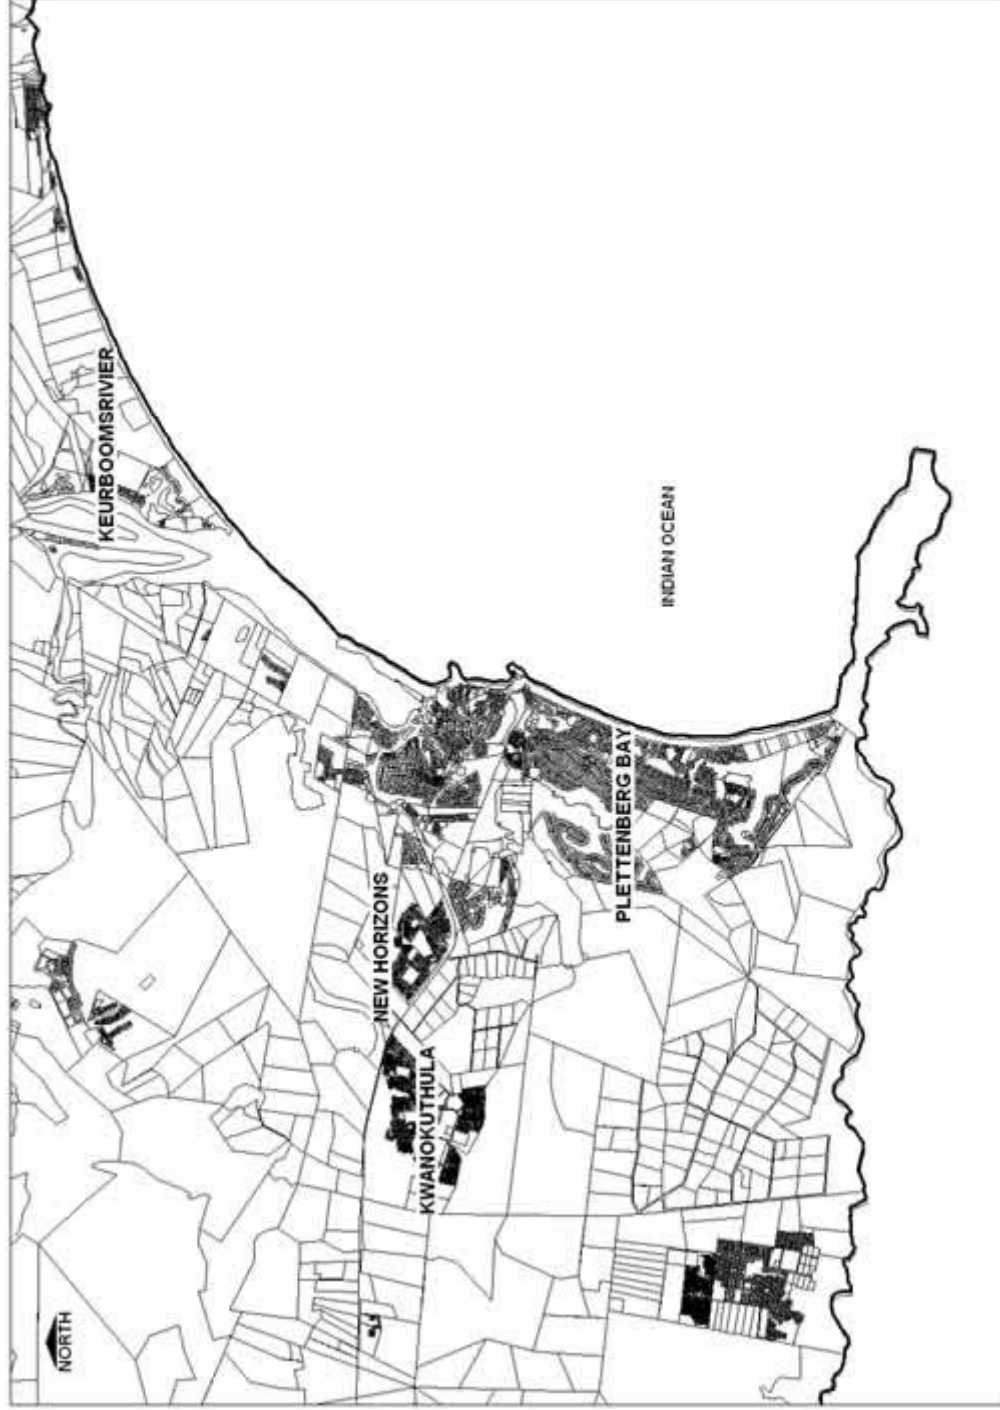 KEURBOOMSRIVIER
INDIAN OCEAN
PLETTENBERG BAY
NEW HORIZONS
KWANOKUTHULA
NORTH